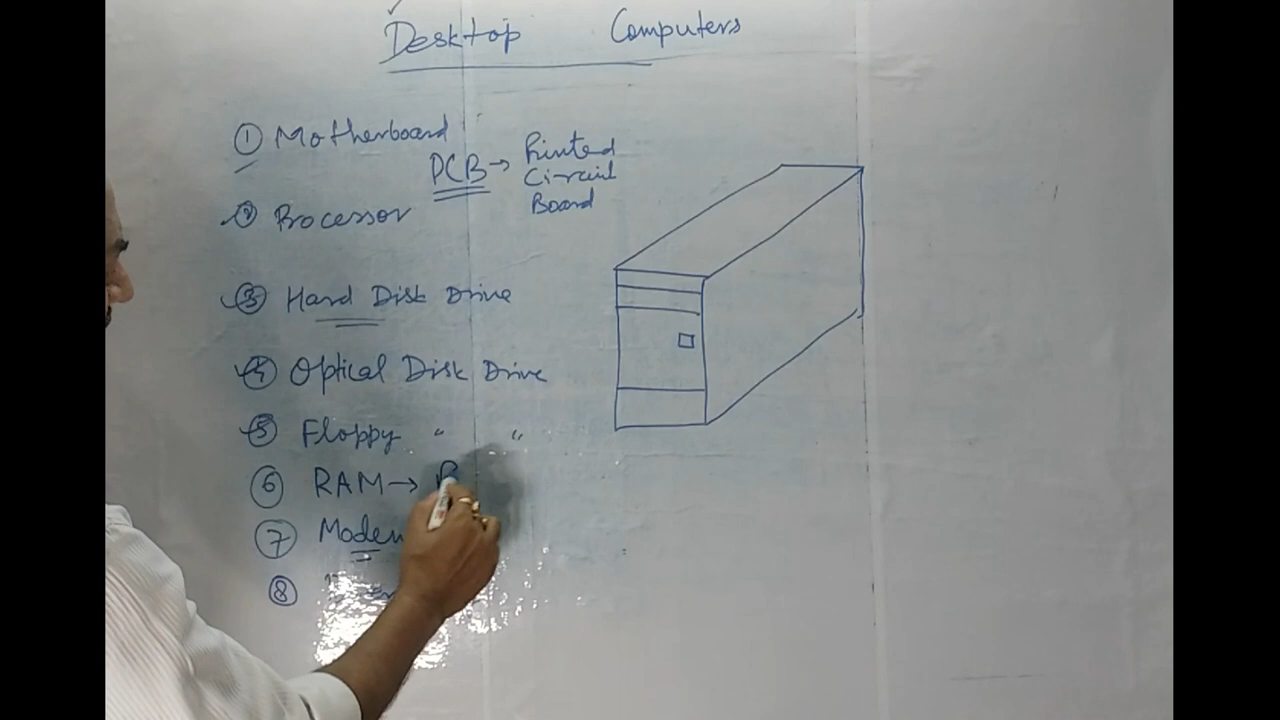 Desktop Computers
① Motherboard
PCB → Printed
Circuit
Board
② Processor
③ Hard Disk Drive
④ Optical Disk Drive
⑤ Floppy " "
⑥ RAM →
⑦ Modem
⑧